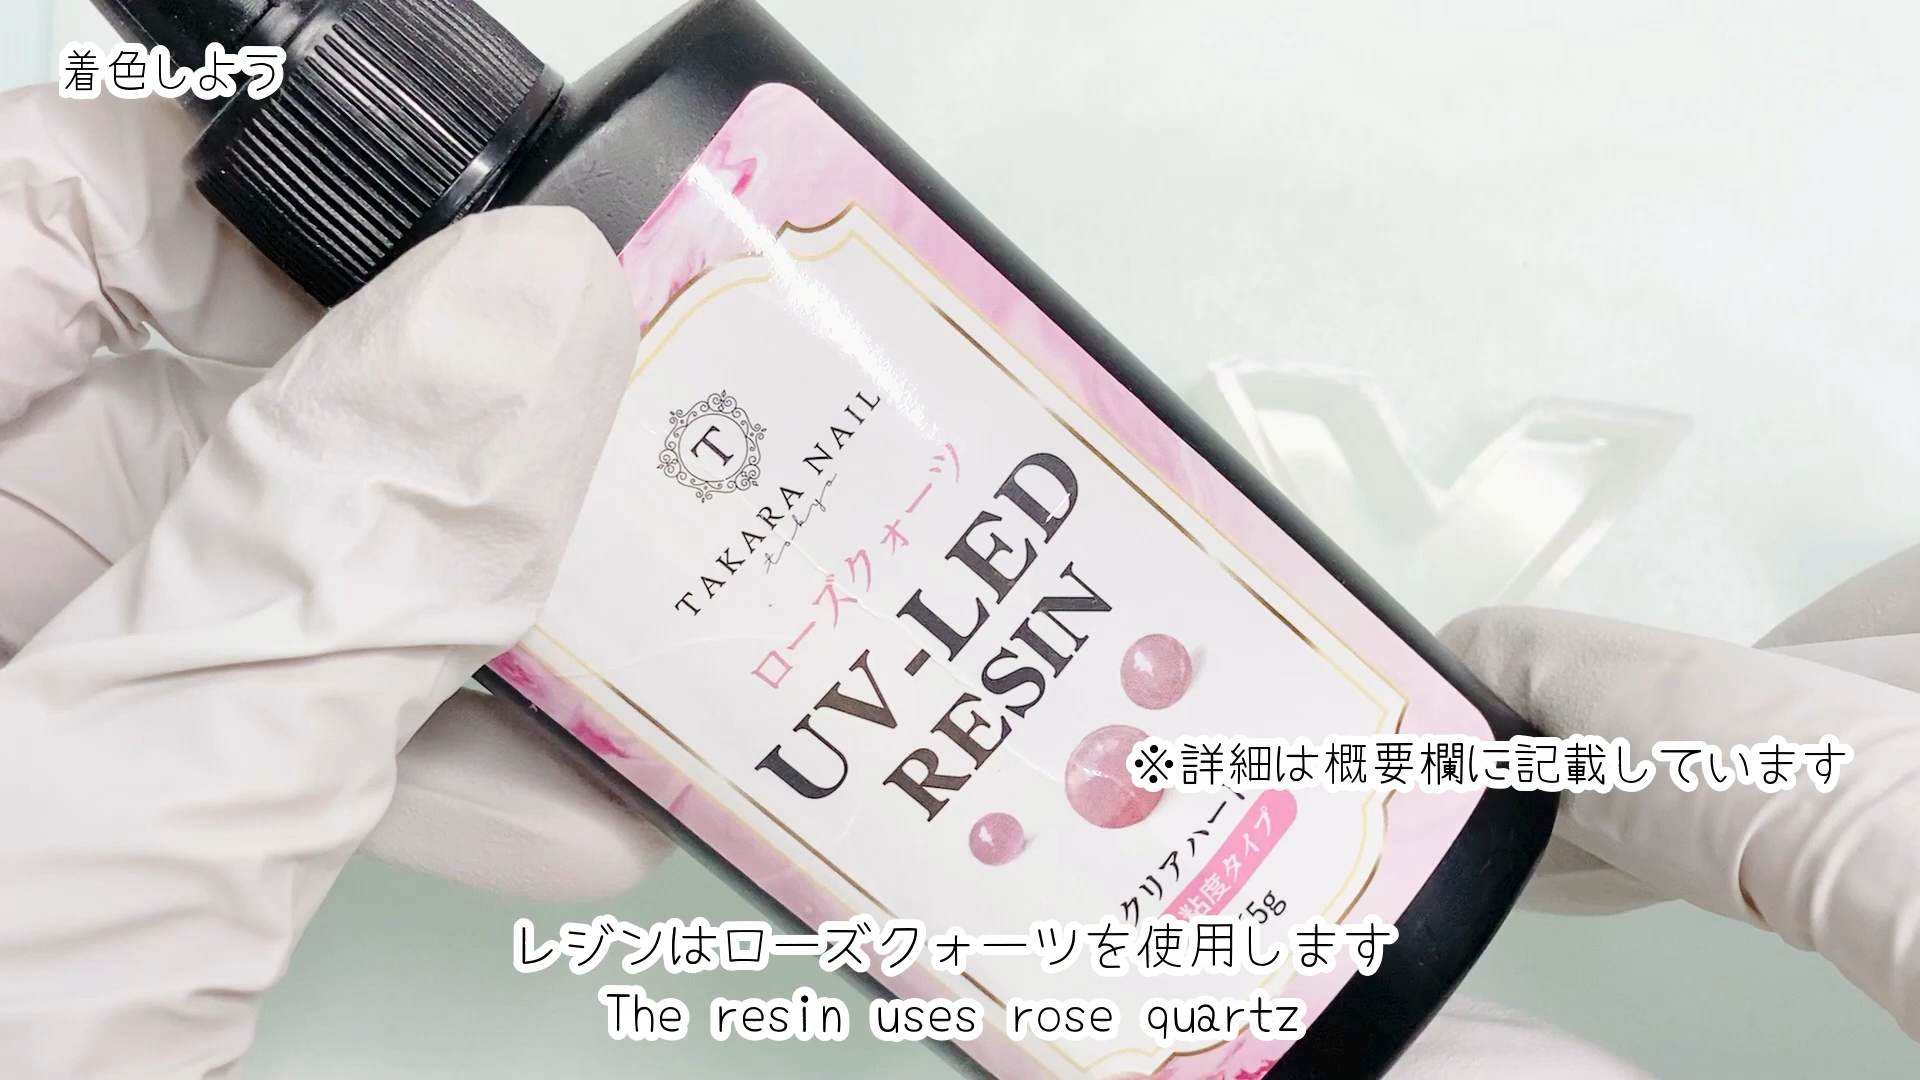 着色しよう
T
TAKARA NAIL
tokyo
ローズクォーツ
UV-LED
RESIN
※詳細は概要欄に記載しています
クリアハード
粘度タイプ
5g
レジンはローズクォーツを使用します
The resin uses rose quartz